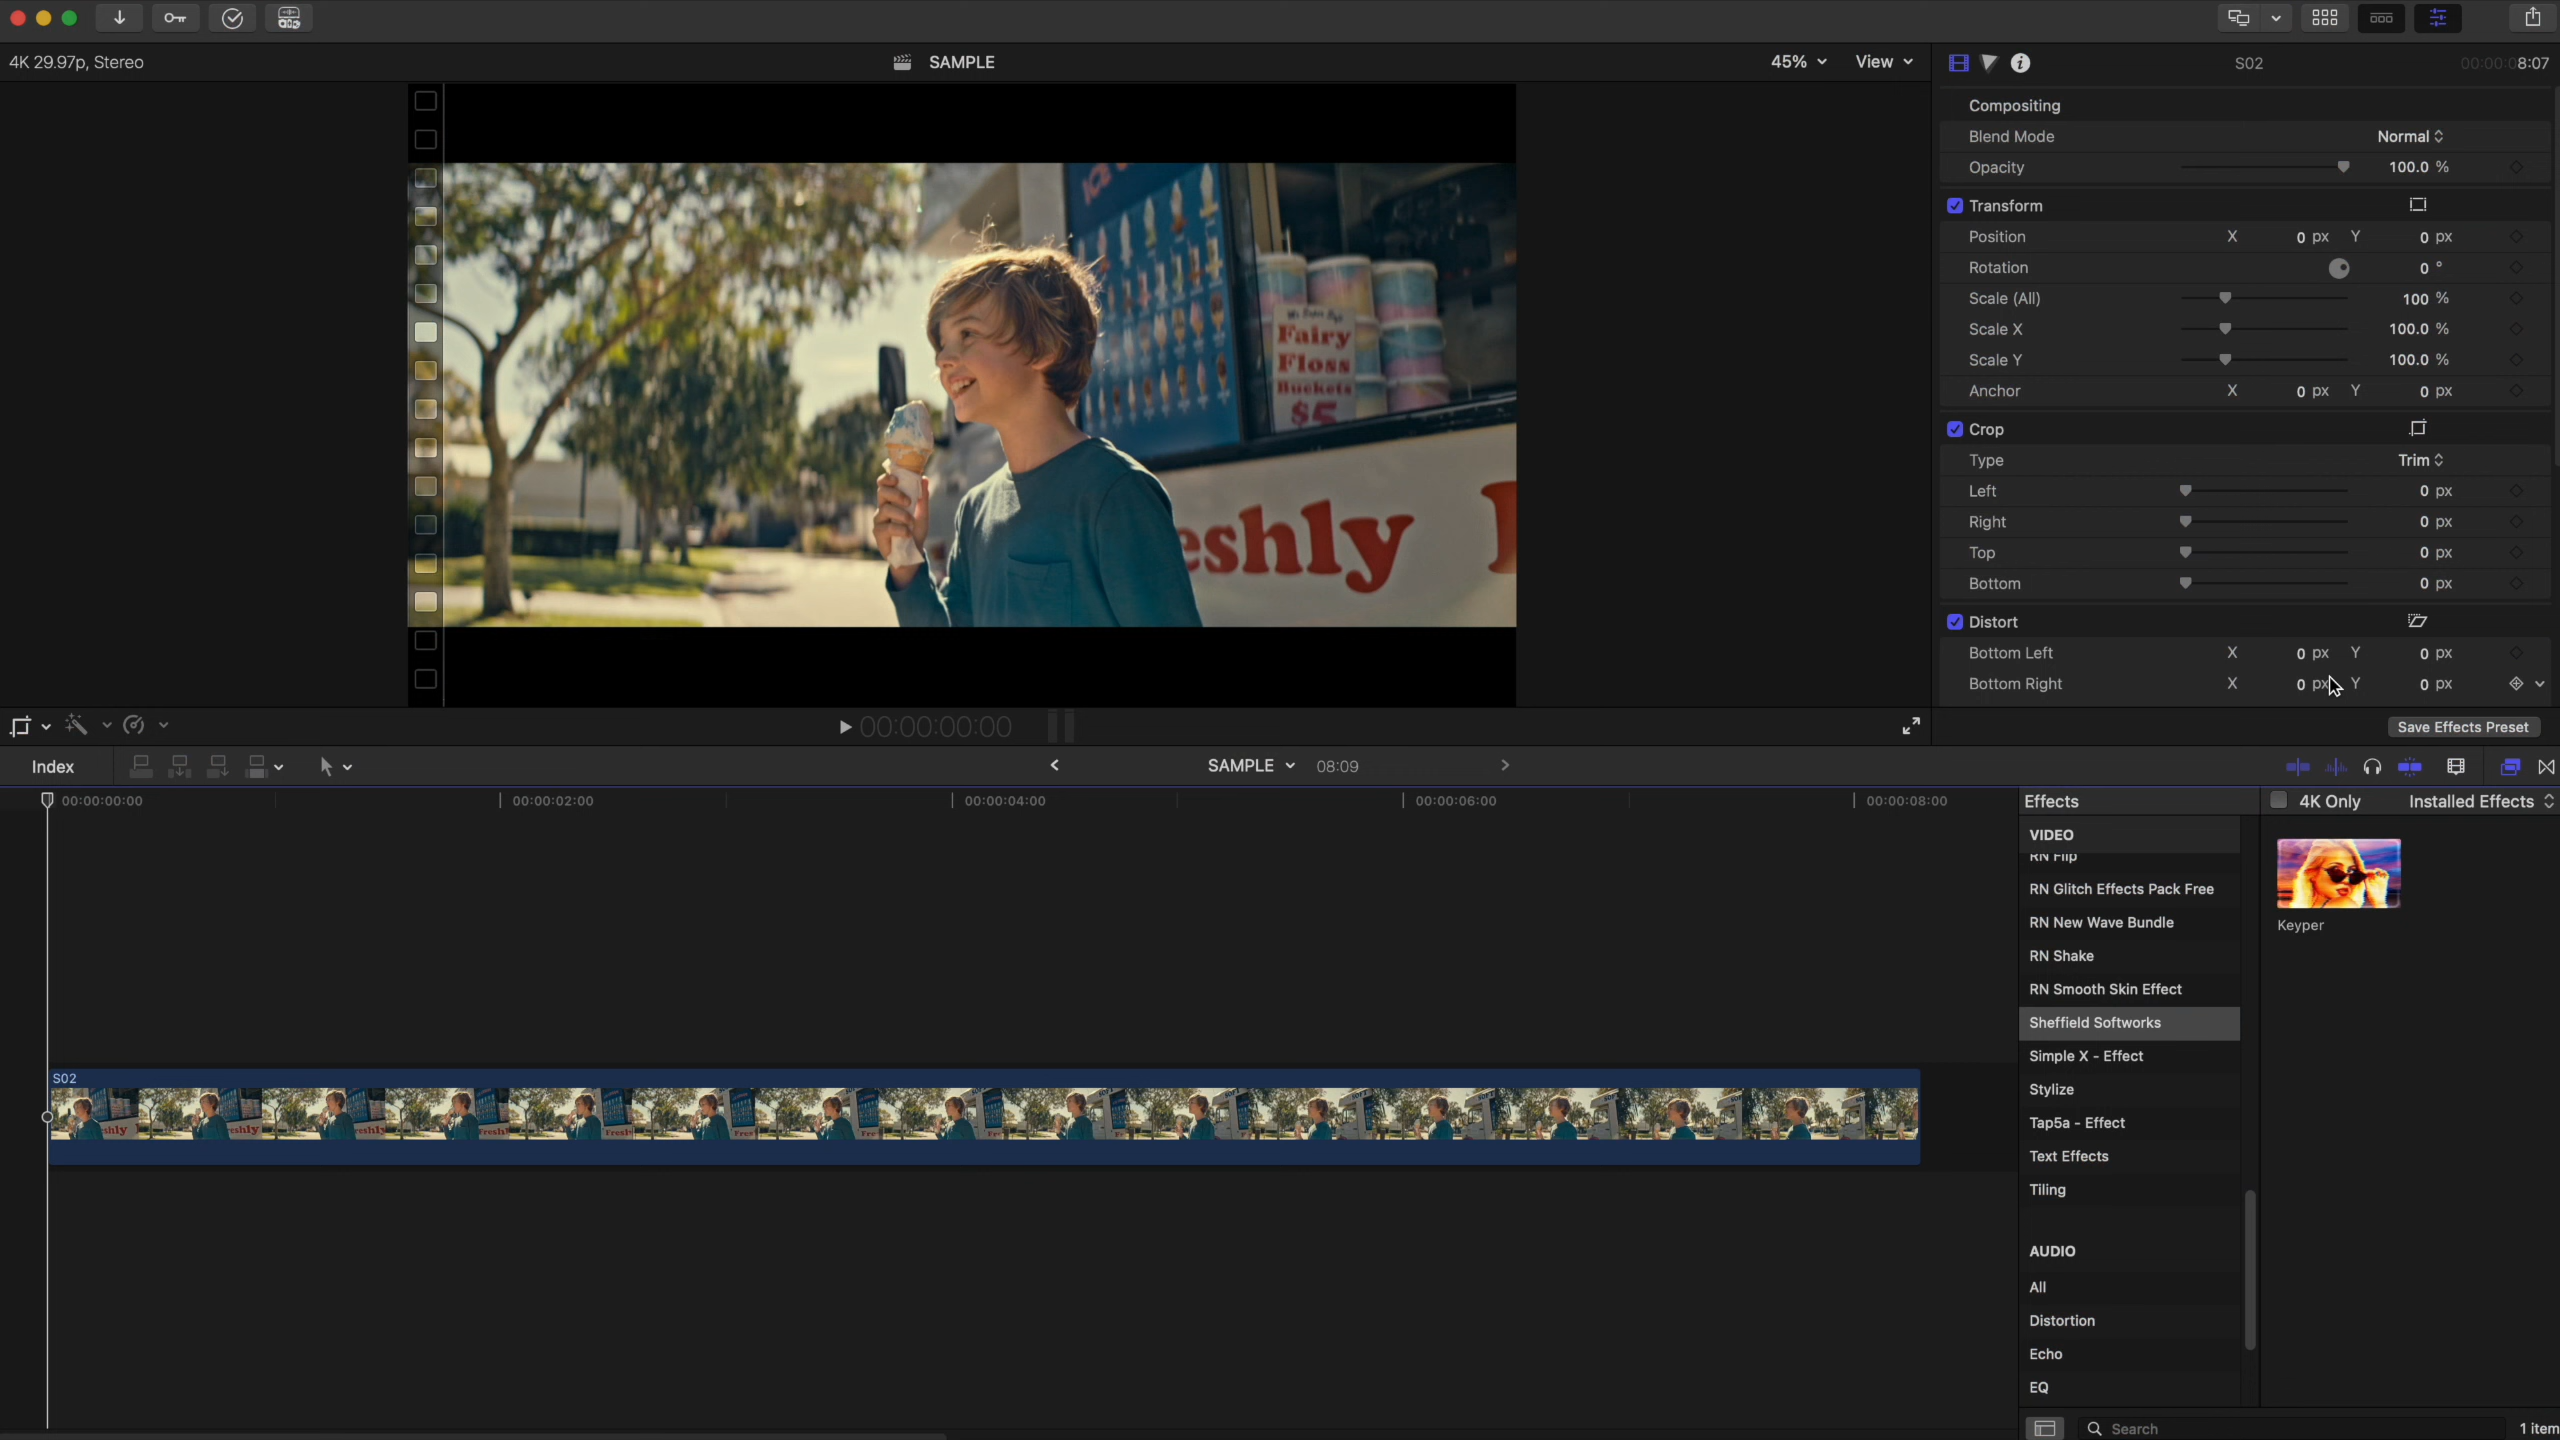 4K 29.97p, Stereo
SAMPLE
45%
View
S02
00:00:08:07
ICE
Fairy
Floss
Buckets
$5
eshly
Compositing
Blend Mode Normal
Opacity 100.0 %
Transform
Position X 0 px Y 0 px
Rotation 0 °
Scale (All) 100 %
Scale X 100.0 %
Scale Y 100.0 %
Anchor X 0 px Y 0 px
Crop
Type Trim
Left 0 px
Right 0 px
Top 0 px
Bottom 0 px
Distort
Bottom Left X 0 px Y 0 px
Bottom Right X 0 px Y 0 px
00:00:00:00
Save Effects Preset
Index
SAMPLE 08:09
00:00:00:00 00:00:02:00 00:00:04:00 00:00:06:00 00:00:08:00
S02
Effects
4K Only
Installed Effects
VIDEO
RN Flip
RN Glitch Effects Pack Free
RN New Wave Bundle
RN Shake
RN Smooth Skin Effect
Sheffield Softworks
Simple X - Effect
Stylize
Tap5a - Effect
Text Effects
Tiling
AUDIO
All
Distortion
Echo
EQ
Keyper
Search
1 item